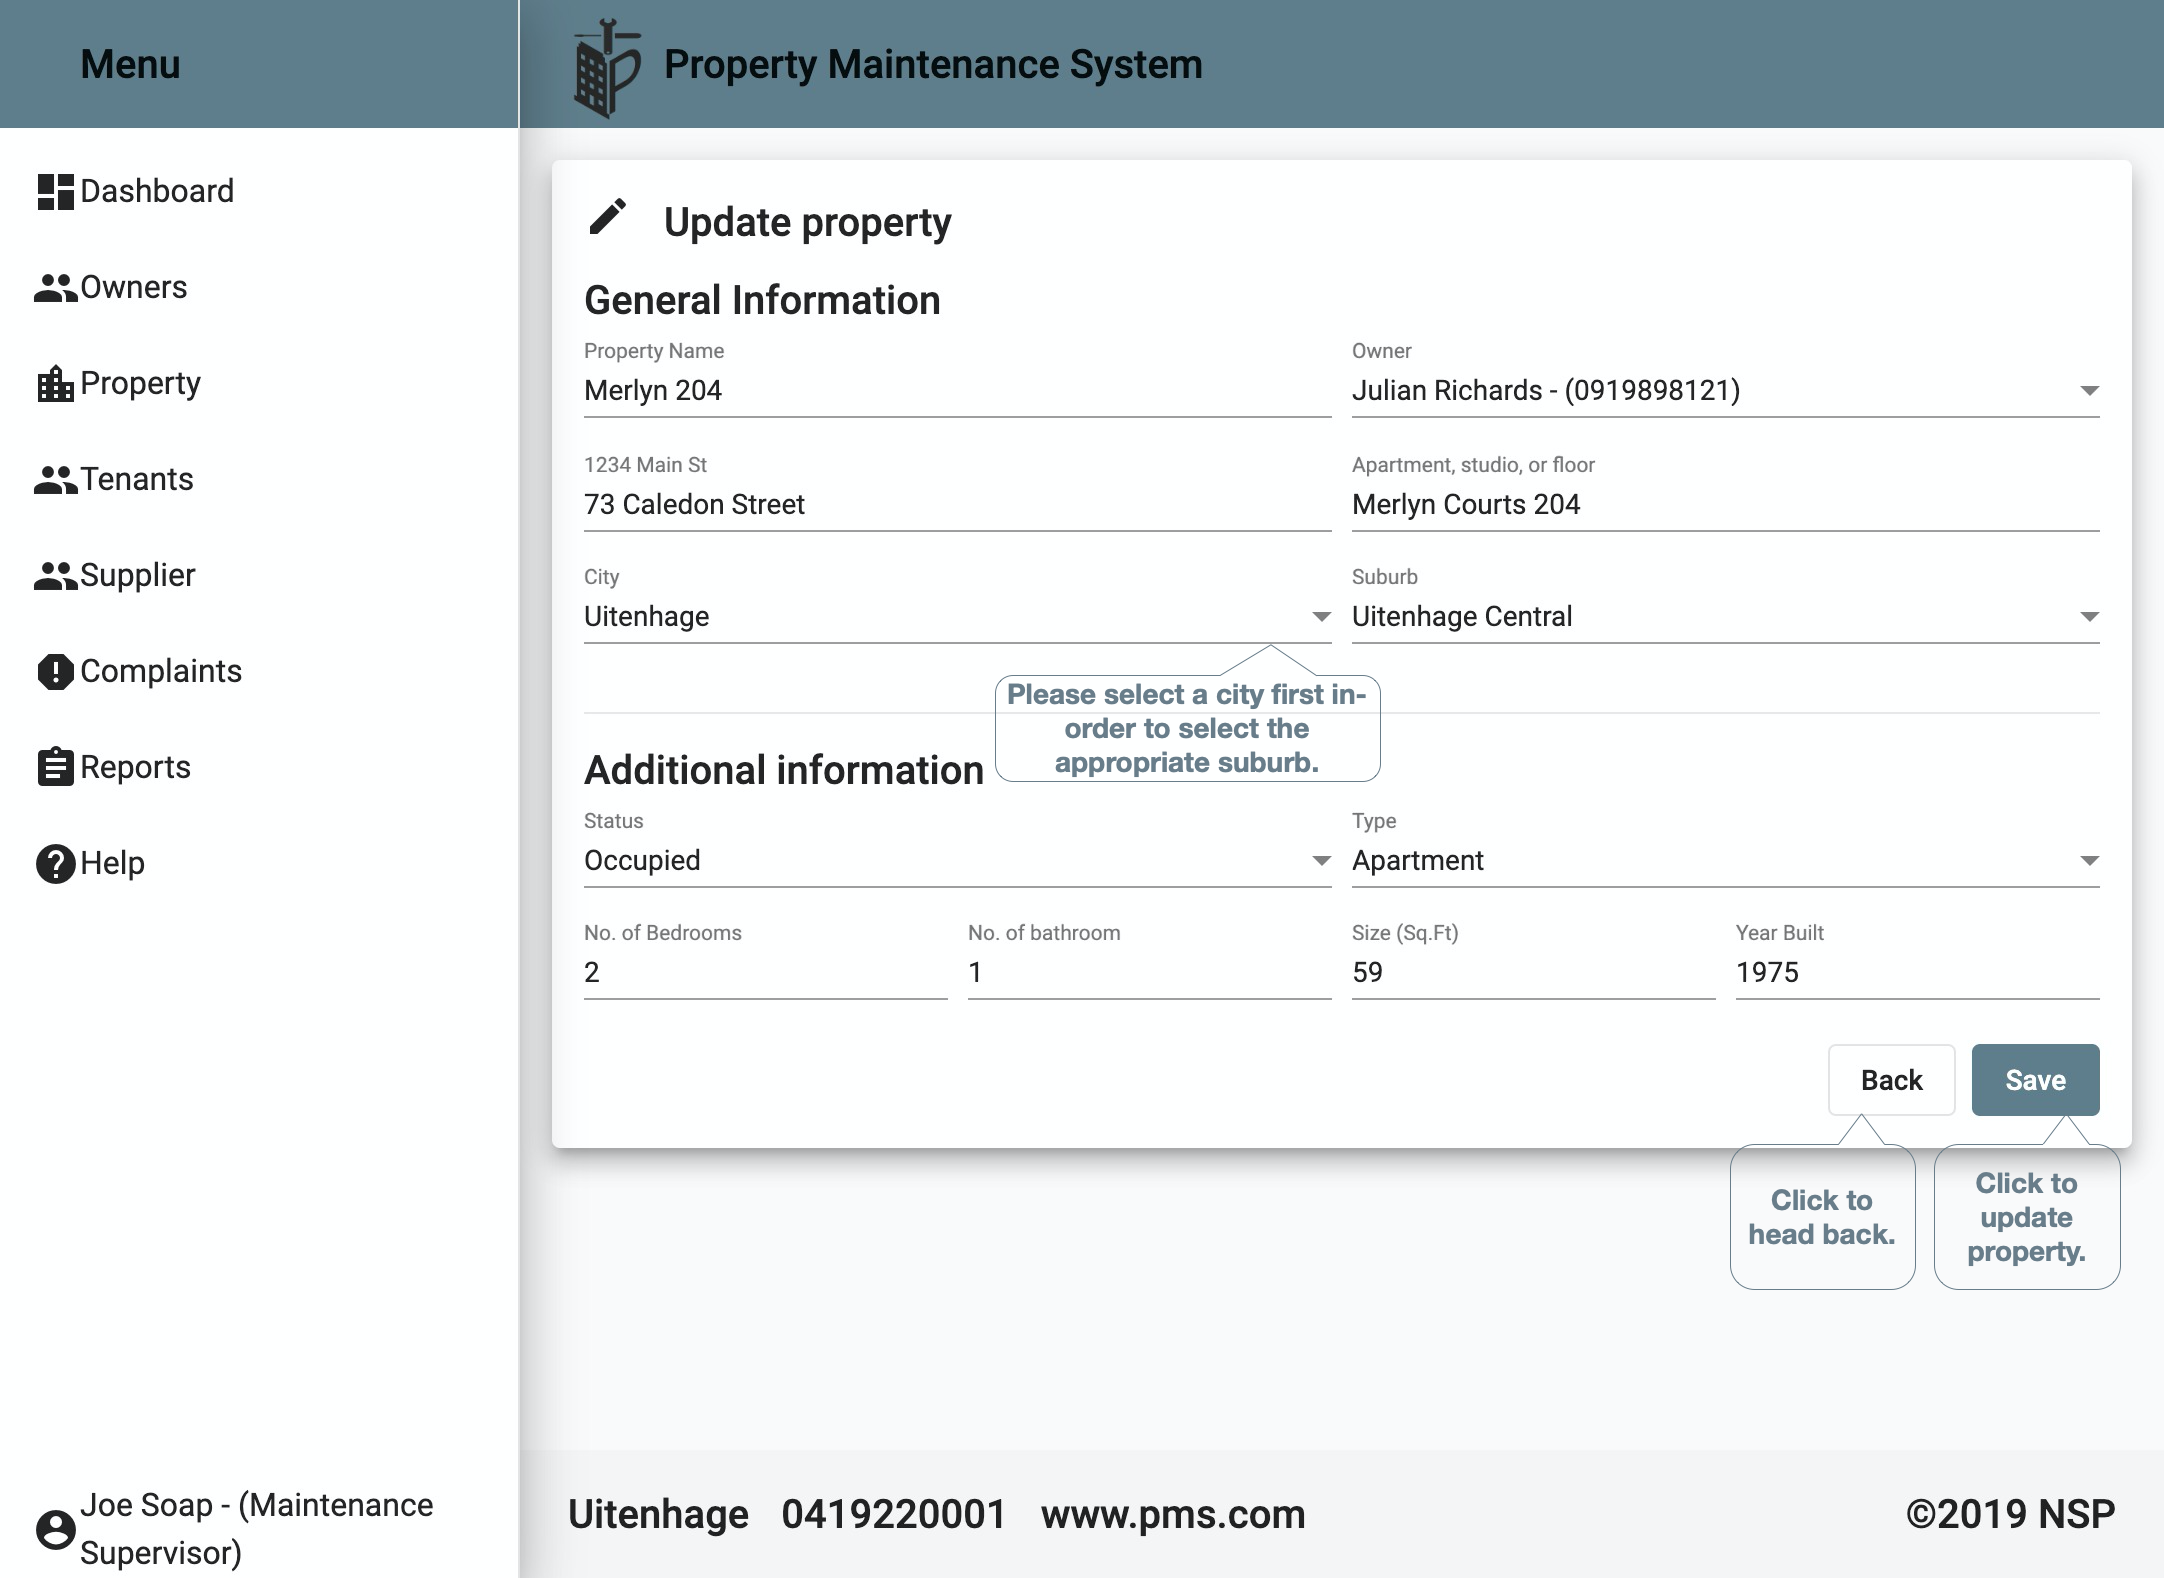 Menu
Property Maintenance System
Dashboard
Owners
Property
Tenants
Supplier
Complaints
Reports
Help
Joe Soap - (Maintenance
Supervisor)
Update property
General Information
Property Name
Merlyn 204
Owner
Julian Richards - (0919898121)
1234 Main St
73 Caledon Street
Apartment, studio, or floor
Merlyn Courts 204
City
Uitenhage
Suburb
Uitenhage Central
Please select a city first in-
order to select the
appropriate suburb.
Additional information
Status
Occupied
Type
Apartment
No. of Bedrooms
2
No. of bathroom
1
Size (Sq.Ft)
59
Year Built
1975
Back
Save
Click to
head back.
Click to
update
property.
Uitenhage 0419220001 www.pms.com
©2019 NSP